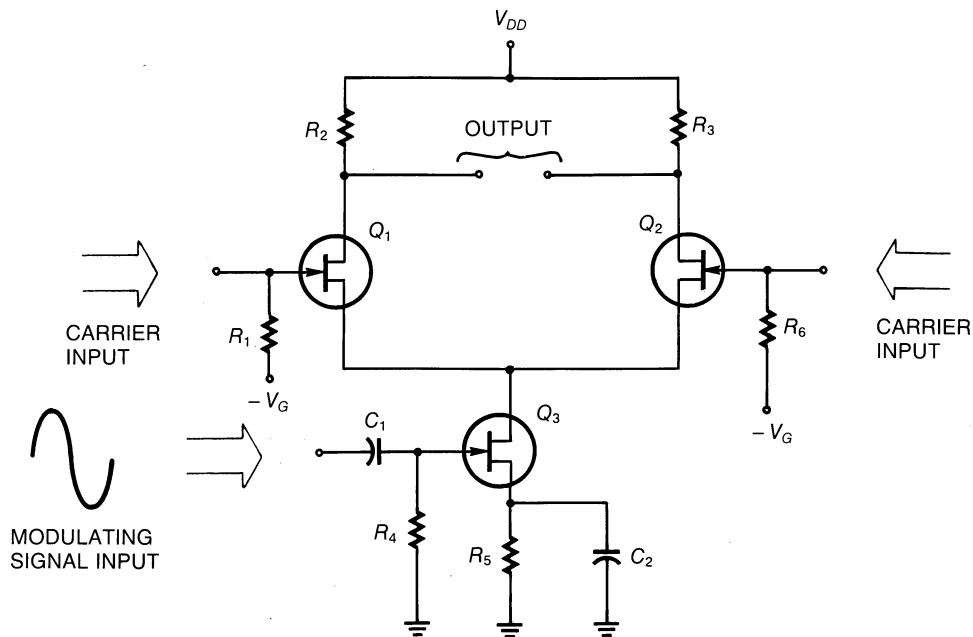 V_DD
R_2
OUTPUT
R_3
Q_1
Q_2
CARRIER
INPUT
R_1
R_6
CARRIER
INPUT
– V_G
Q_3
C_1
– V_G
R_4
MODULATING
SIGNAL INPUT
R_5
C_2